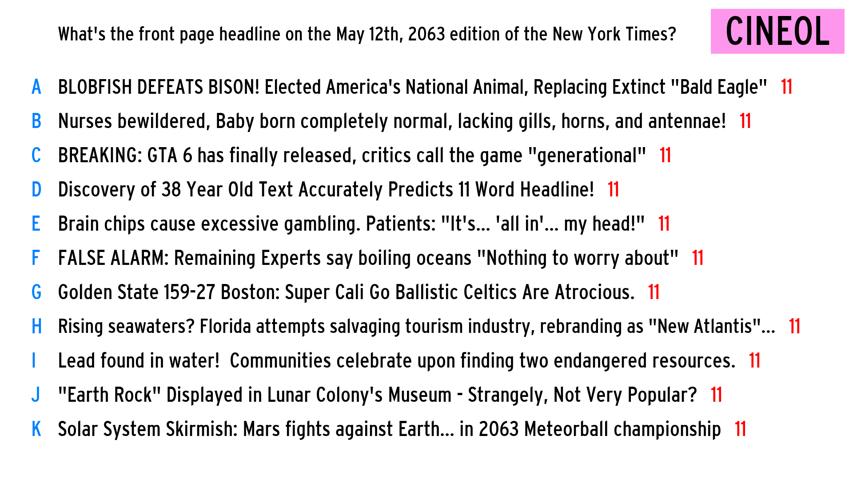 What's the front page headline on the May 12th, 2063 edition of the New York Times?
CINEOL
A BLOBFISH DEFEATS BISON! Elected America's National Animal, Replacing Extinct "Bald Eagle" 11
B Nurses bewildered, Baby born completely normal, lacking gills, horns, and antennae! 11
C BREAKING: GTA 6 has finally released, critics call the game "generational" 11
D Discovery of 38 Year Old Text Accurately Predicts 11 Word Headline! 11
E Brain chips cause excessive gambling. Patients: "It's... 'all in'... my head!" 11
F FALSE ALARM: Remaining Experts say boiling oceans "Nothing to worry about" 11
G Golden State 159-27 Boston: Super Cali Go Ballistic Celtics Are Atrocious. 11
H Rising seawaters? Florida attempts salvaging tourism industry, rebranding as "New Atlantis"... 11
I Lead found in water!  Communities celebrate upon finding two endangered resources. 11
J "Earth Rock" Displayed in Lunar Colony's Museum - Strangely, Not Very Popular? 11
K Solar System Skirmish: Mars fights against Earth... in 2063 Meteorball championship 11